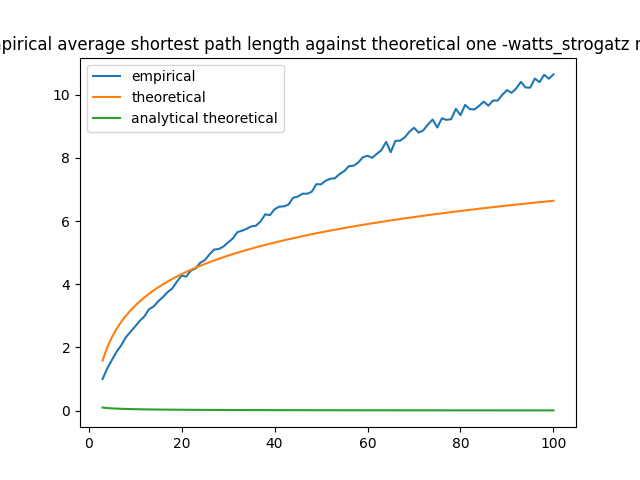 pirical average shortest path length against theoretical one -watts_strogatz
empirical
theoretical
analytical theoretical
10
8
6
4
2
0
0 20 40 60 80 100